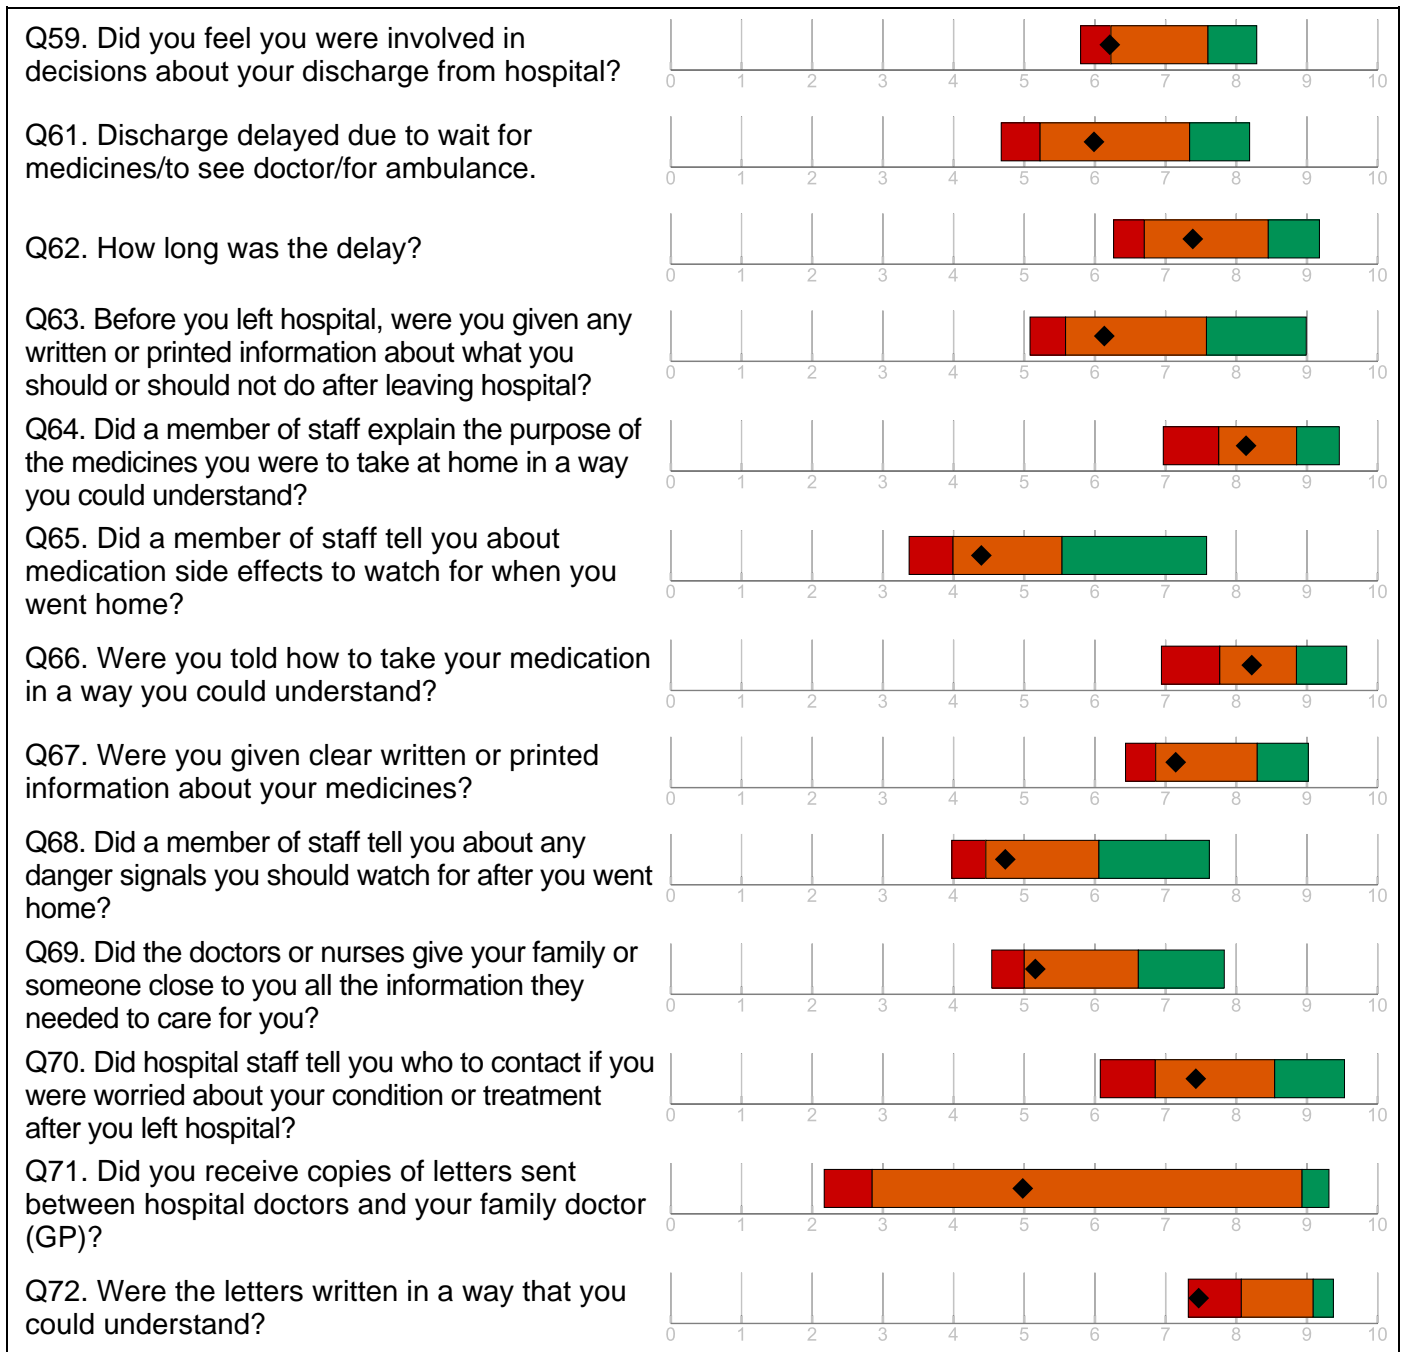 Q59. Did you feel you were involved in
decisions about your discharge from hospital?
0 1 2 3 4 5 6 7 8 9 10
Q61. Discharge delayed due to wait for
medicines/to see doctor/for ambulance.
0 1 2 3 4 5 6 7 8 9 10
Q62. How long was the delay?
0 1 2 3 4 5 6 7 8 9 10
Q63. Before you left hospital, were you given any
written or printed information about what you
should or should not do after leaving hospital?
0 1 2 3 4 5 6 7 8 9 10
Q64. Did a member of staff explain the purpose of
the medicines you were to take at home in a way
you could understand?
0 1 2 3 4 5 6 7 8 9 10
Q65. Did a member of staff tell you about
medication side effects to watch for when you
went home?
0 1 2 3 4 5 6 7 8 9 10
Q66. Were you told how to take your medication
in a way you could understand?
0 1 2 3 4 5 6 7 8 9 10
Q67. Were you given clear written or printed
information about your medicines?
0 1 2 3 4 5 6 7 8 9 10
Q68. Did a member of staff tell you about any
danger signals you should watch for after you went
home?
0 1 2 3 4 5 6 7 8 9 10
Q69. Did the doctors or nurses give your family or
someone close to you all the information they
needed to care for you?
0 1 2 3 4 5 6 7 8 9 10
Q70. Did hospital staff tell you who to contact if you
were worried about your condition or treatment
after you left hospital?
0 1 2 3 4 5 6 7 8 9 10
Q71. Did you receive copies of letters sent
between hospital doctors and your family doctor
(GP)?
0 1 2 3 4 5 6 7 8 9 10
Q72. Were the letters written in a way that you
could understand?
0 1 2 3 4 5 6 7 8 9 10